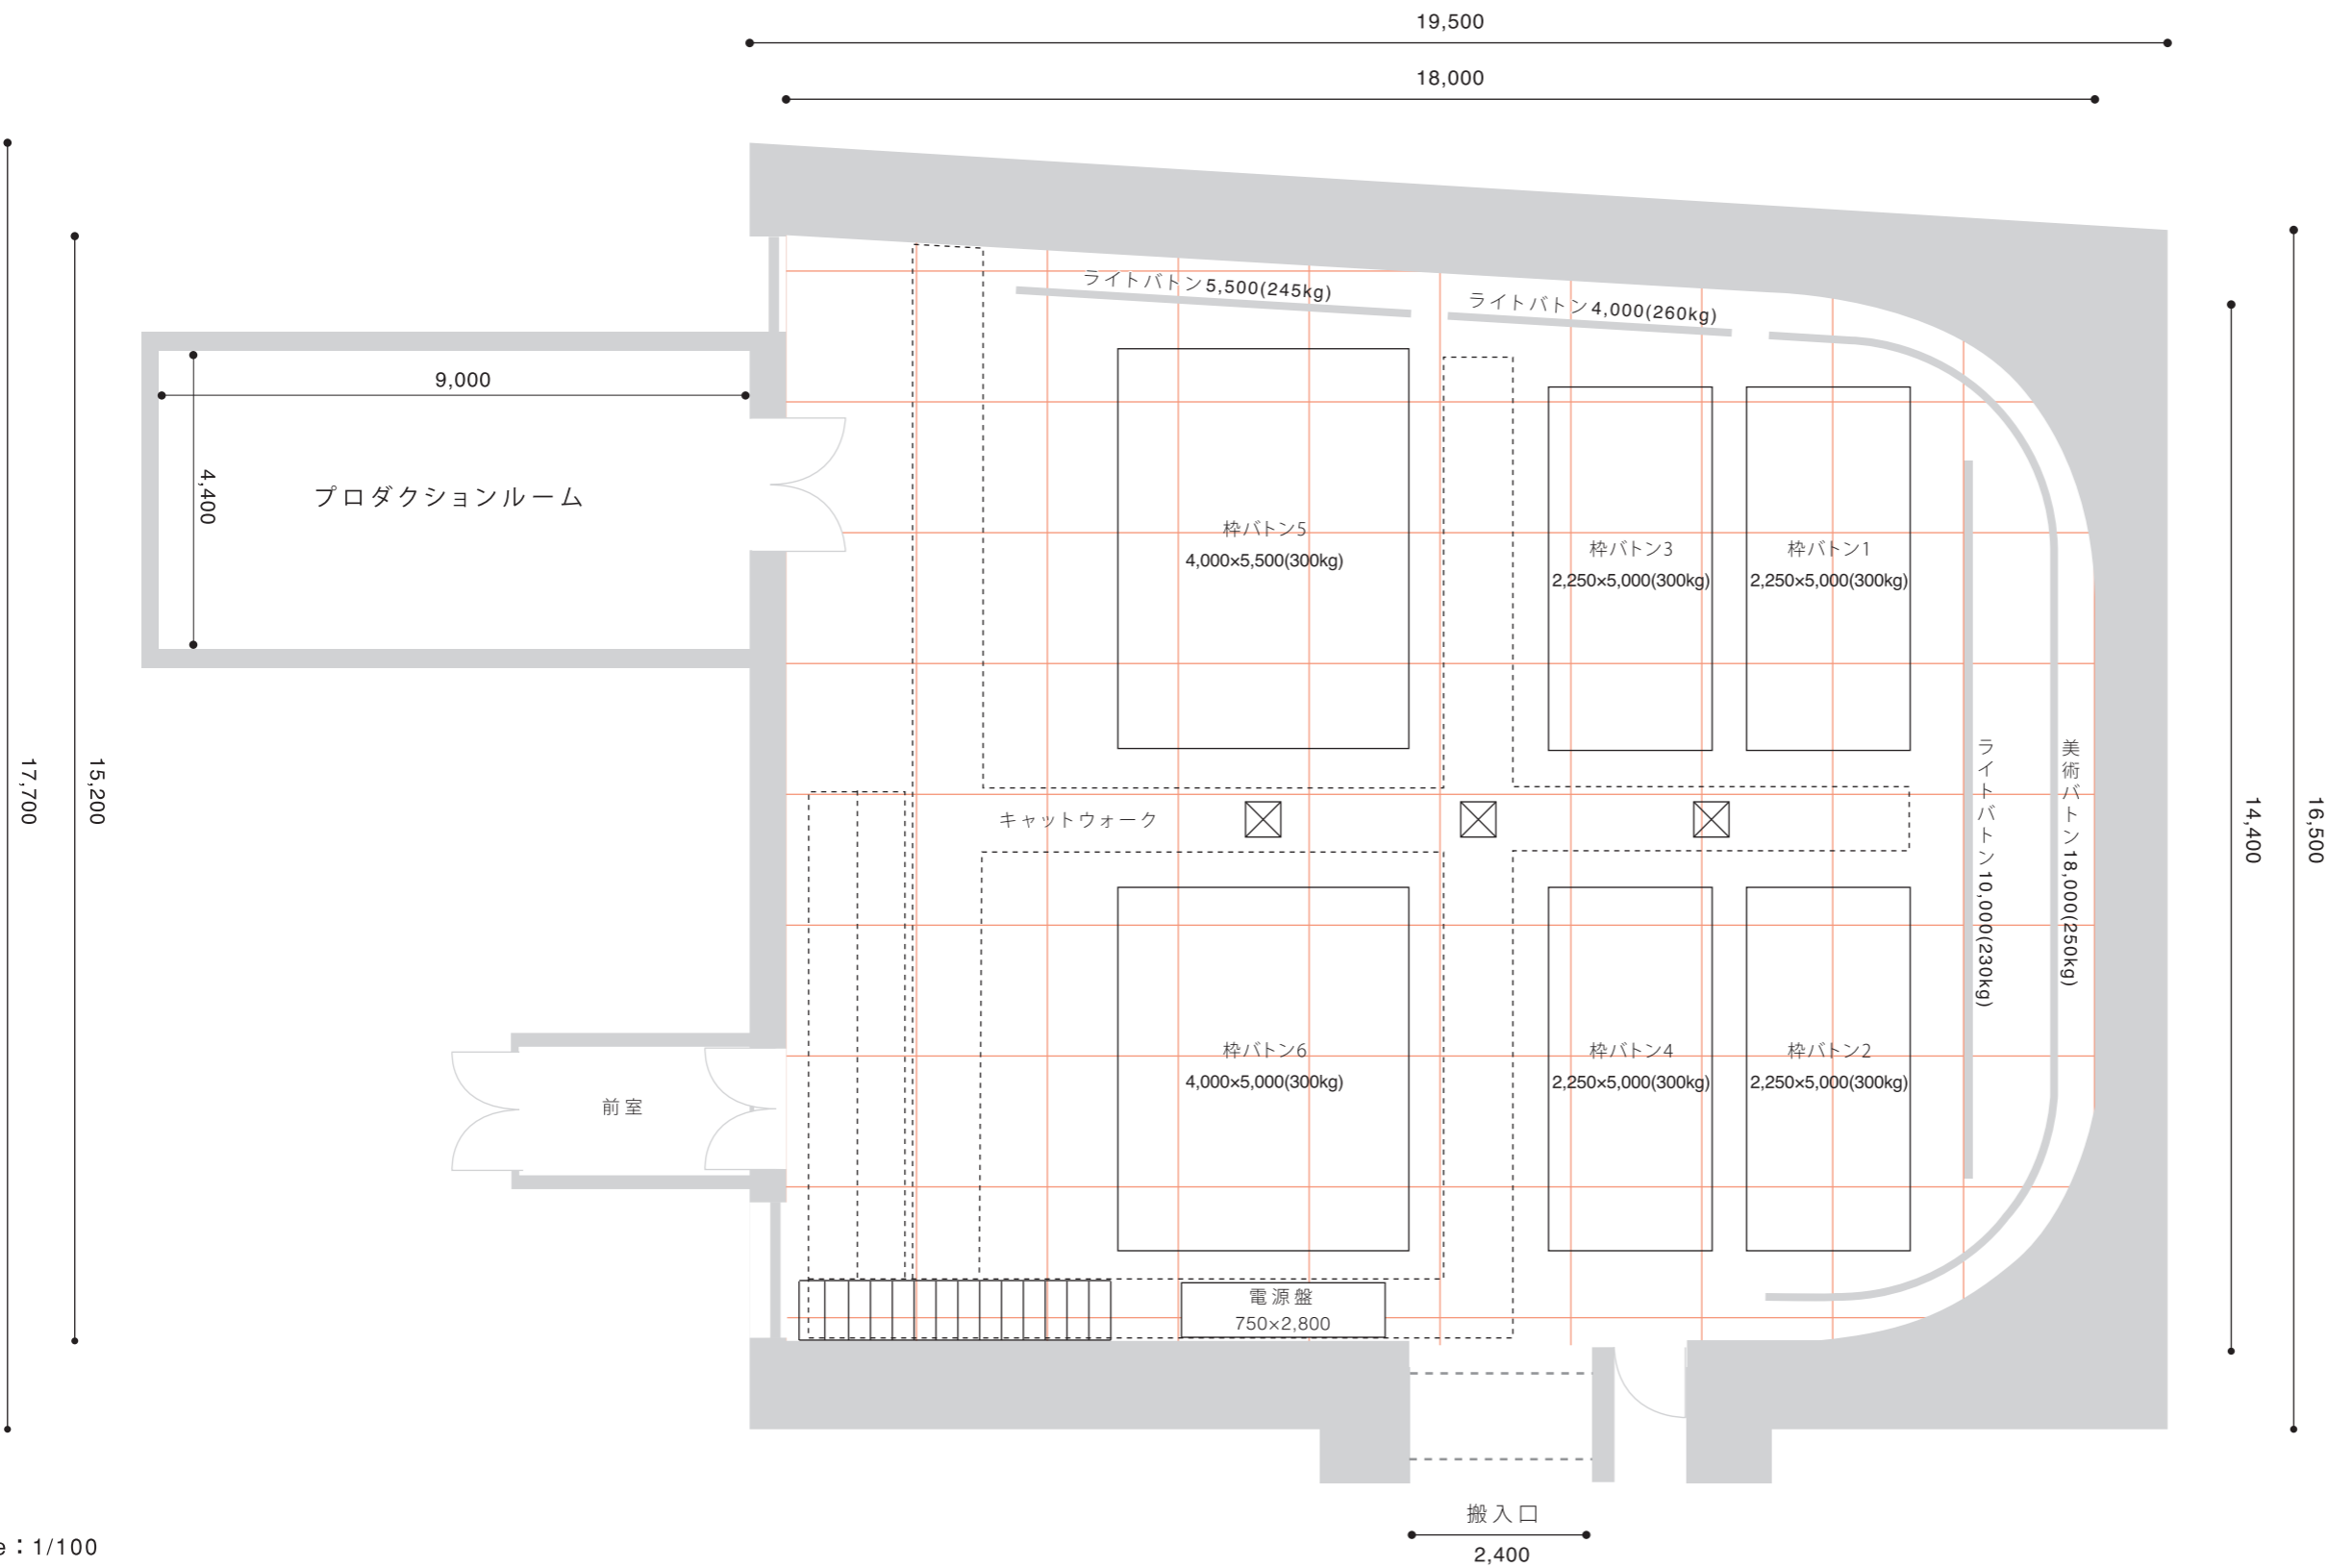 19,500
18,000
ライトバトン5,500(245kg)
ライトバトン4,000(260kg)
9,000
4,400
プロダクションルーム
枠バトン5
4,000×5,500(300kg)
枠バトン3
2,250×5,000(300kg)
枠バトン1
2,250×5,000(300kg)
17,700
15,200
キャットウォーク
ライトバトン10,000(230kg)
美術バトン18,000(250kg)
14,400
16,500
枠バトン6
4,000×5,000(300kg)
枠バトン4
2,250×5,000(300kg)
枠バトン2
2,250×5,000(300kg)
前室
電源盤
750×2,800
搬入口
2,400
e：1/100